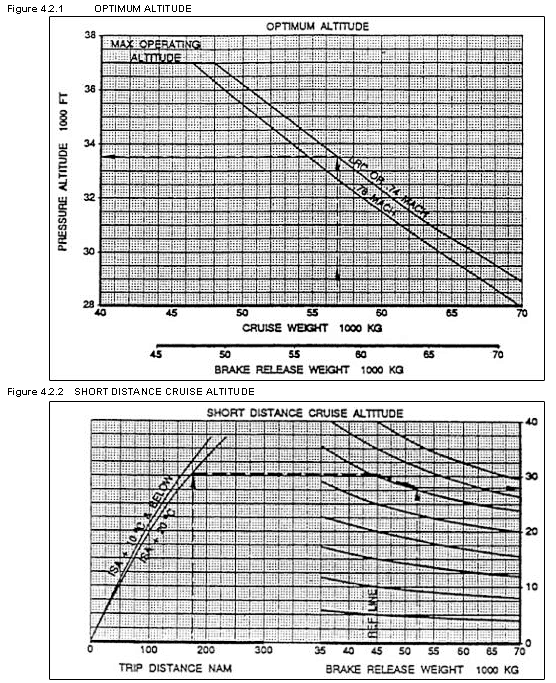 Figure 4.2.1 OPTIMUM ALTITUDE
OPTIMUM ALTITUDE
38
MAX OPERATING
ALTITUDE
36
34
32
30
28
PRESSURE ALTITUDE 1000 FT
LRC OR .74 MACH
.78 MACH
40 45 50 55 60 65 70
CRUISE WEIGHT 1000 KG
45 50 55 60 65 70
BRAKE RELEASE WEIGHT 1000 KG
Figure 4.2.2 SHORT DISTANCE CRUISE ALTITUDE
SHORT DISTANCE CRUISE ALTITUDE
40
30
20
10
0
ISA + 10 °C & BELOW
ISA + 20 °C
REF LINE
0 100 200 300 35 40 45 50 55 60 65 70
TRIP DISTANCE NAM BRAKE RELEASE WEIGHT 1000 KG